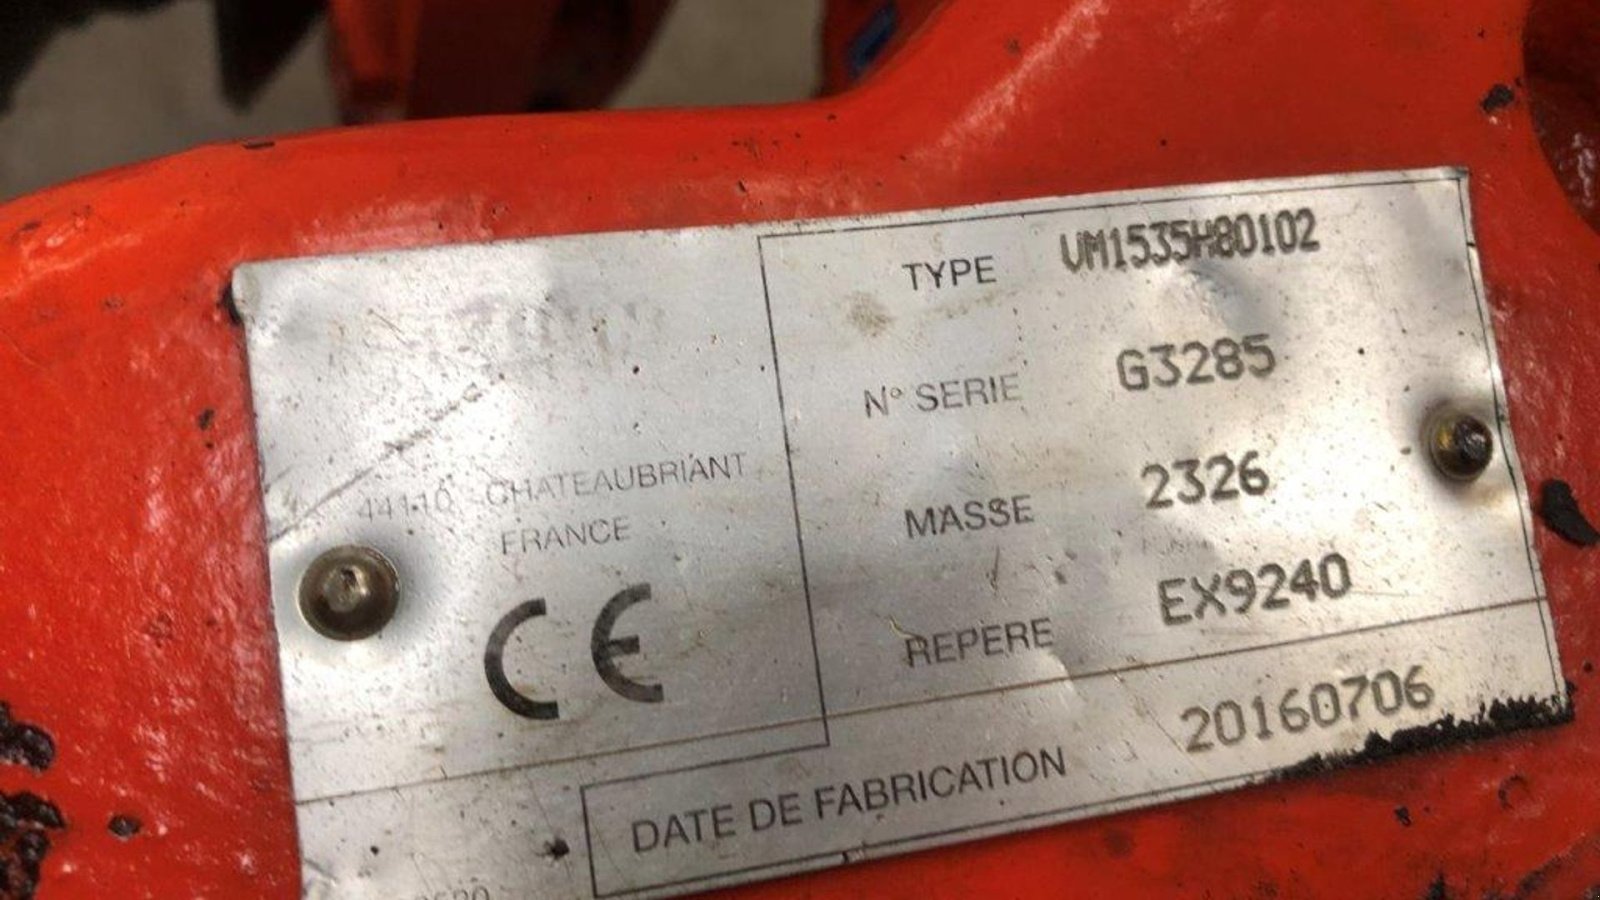 TYPE VM1535H80102
N° SERIE G3285
MASSE 2326
REPERE EX9240
44110 CHATEAUBRIANT
FRANCE
CE
DATE DE FABRICATION 20160706